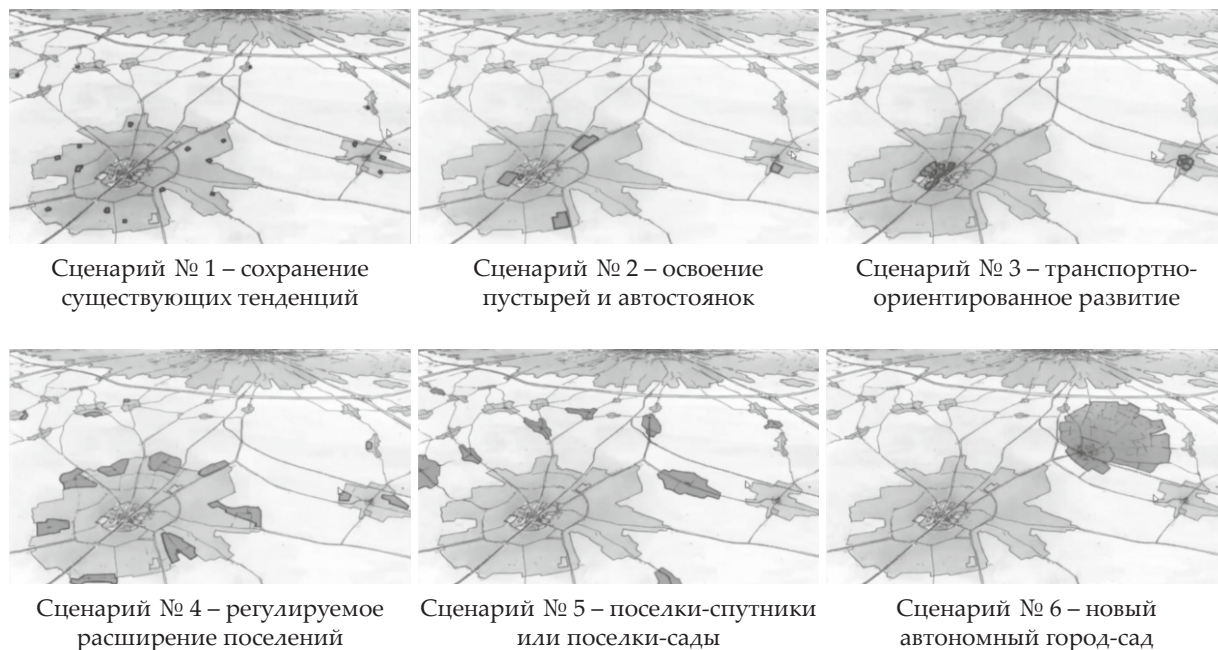 Сценарий № 1 – сохранение
существующих тенденций
Сценарий № 2 – освоение
пустырей и автостоянок
Сценарий № 3 – транспортно-
ориентированное развитие
Сценарий № 4 – регулируемое
расширение поселений
Сценарий № 5 – поселки-спутники
или поселки-сады
Сценарий № 6 – новый
автономный город-сад